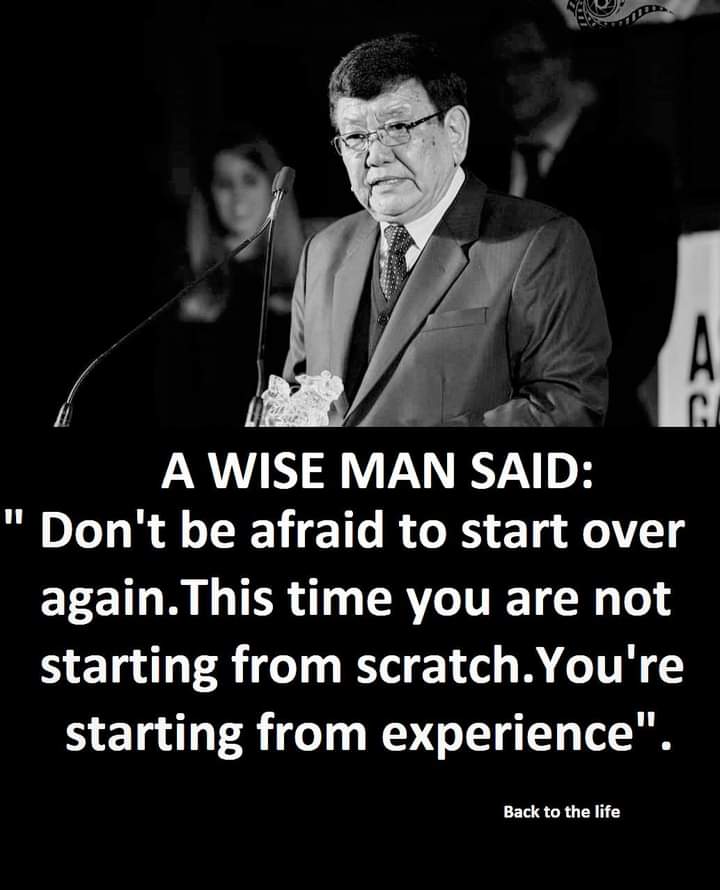 A
G
A WISE MAN SAID:
" Don't be afraid to start over
again.This time you are not
starting from scratch.You're
starting from experience".
Back to the life